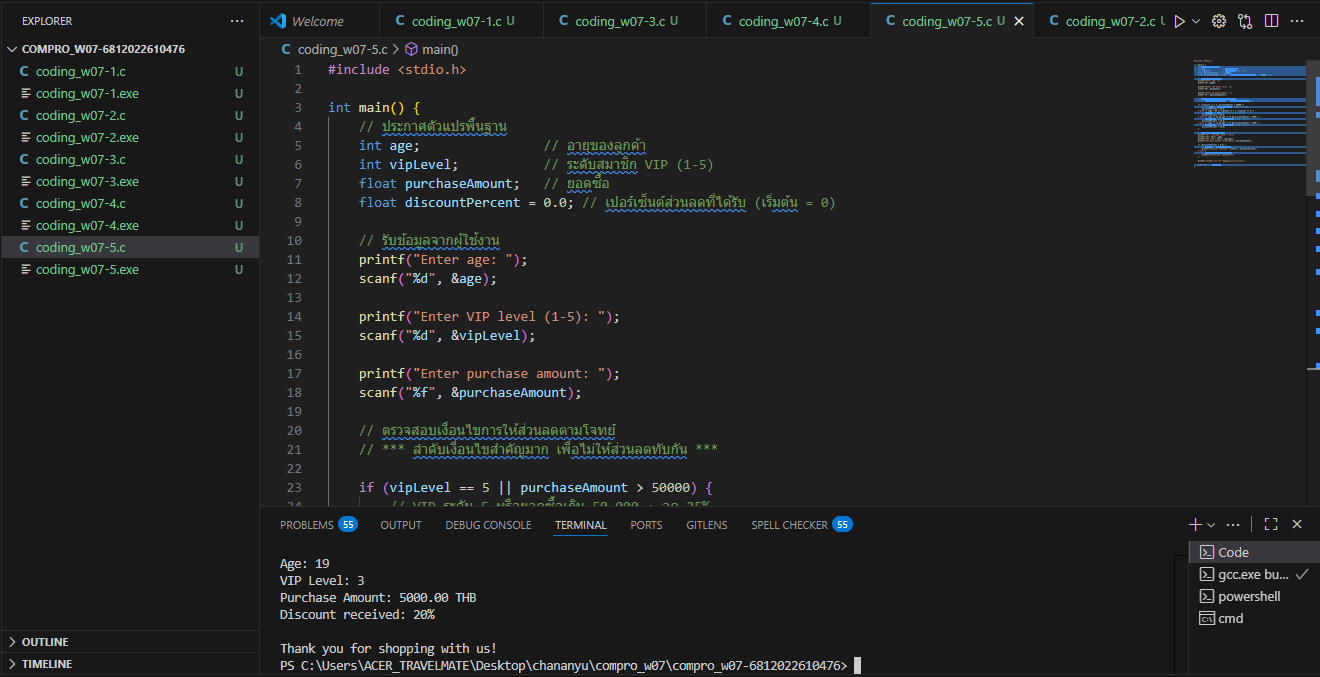 EXPLORER
COMPRO_W07-6812022610476
coding_w07-1.c U
coding_w07-1.exe U
coding_w07-2.c U
coding_w07-2.exe U
coding_w07-3.c U
coding_w07-3.exe U
coding_w07-4.c U
coding_w07-4.exe U
coding_w07-5.c U
coding_w07-5.exe U
OUTLINE
TIMELINE
Welcome
coding_w07-1.c U
coding_w07-3.c U
coding_w07-4.c U
coding_w07-5.c U
coding_w07-2.c
coding_w07-5.c > main()
1 #include <stdio.h>
2
3 int main() {
4 // ประกาศตัวแปรพื้นฐาน
5 int age; // อายุของลูกค้า
6 int vipLevel; // ระดับสมาชิก VIP (1-5)
7 float purchaseAmount; // ยอดซื้อ
8 float discountPercent = 0.0; // เปอร์เซ็นต์ส่วนลดที่ได้รับ (เริ่มต้น = 0)
9
10 // รับข้อมูลจากผู้ใช้งาน
11 printf("Enter age: ");
12 scanf("%d", &age);
13
14 printf("Enter VIP level (1-5): ");
15 scanf("%d", &vipLevel);
16
17 printf("Enter purchase amount: ");
18 scanf("%f", &purchaseAmount);
19
20 // ตรวจสอบเงื่อนไขการให้ส่วนลดตามโจทย์
21 // *** ลำดับเงื่อนไขสำคัญมาก เพื่อไม่ให้ส่วนลดทับกัน ***
22
23 if (vipLevel == 5 || purchaseAmount > 50000) {
PROBLEMS 55 OUTPUT DEBUG CONSOLE TERMINAL PORTS GITLENS SPELL CHECKER 55
Age: 19
VIP Level: 3
Purchase Amount: 5000.00 THB
Discount received: 20%
Thank you for shopping with us!
PS C:\Users\ACER_TRAVELMATE\Desktop\chananyu\compro_w07\compro_w07-6812022610476>
Code
gcc.exe bu...
powershell
cmd